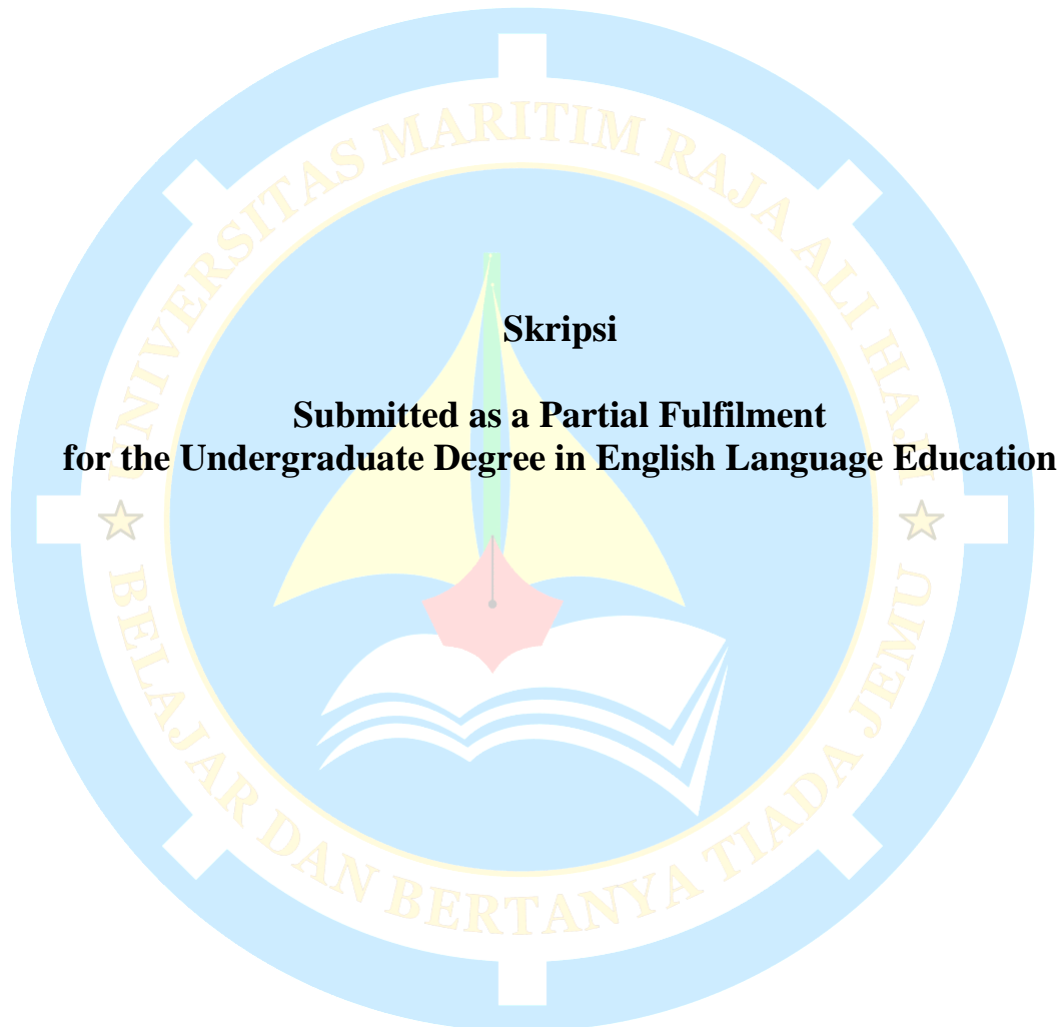 UNIVERSITAS MARITIM RAJA ALI HAJI
Skripsi
Submitted as a Partial Fulfilment
for the Undergraduate Degree in English Language Education
BELAJAR DAN BERTANYA TIADA JEMU